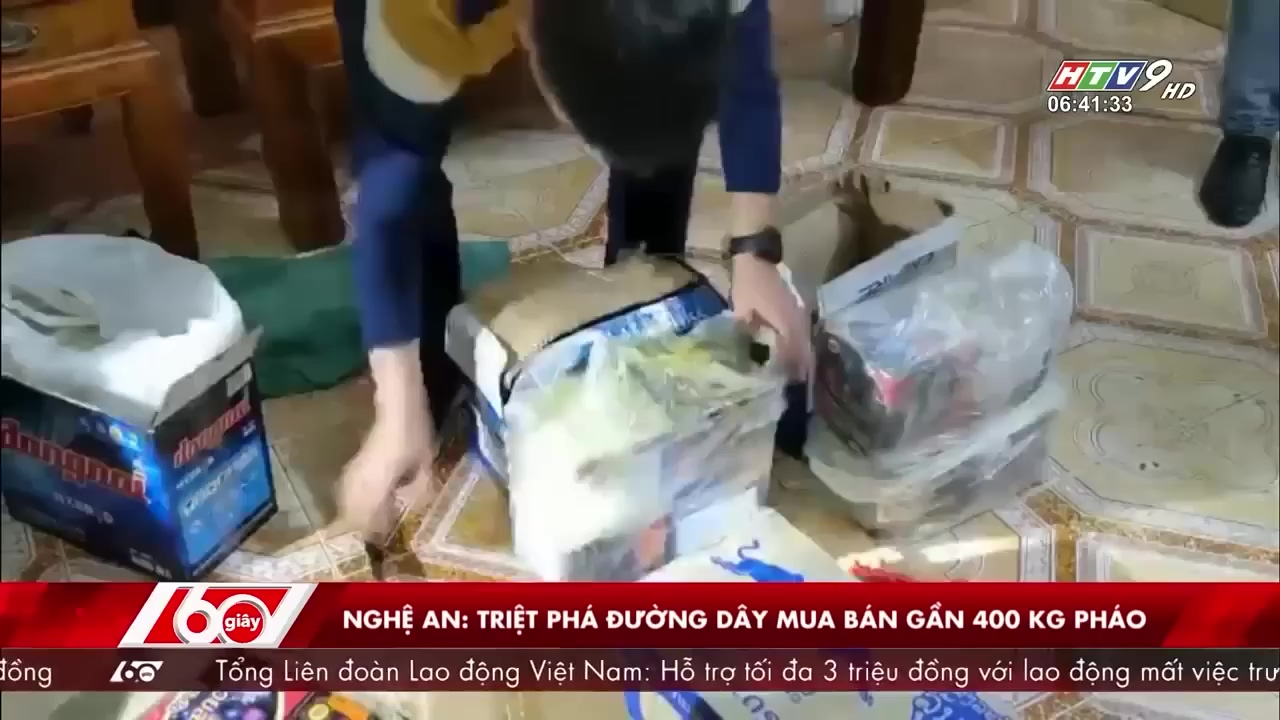 HTV9 HD
06:41:33
60 giây
NGHỆ AN: TRIỆT PHÁ ĐƯỜNG DÂY MUA BÁN GẦN 400 KG PHÁO
đồng 60 Tổng Liên đoàn Lao động Việt Nam: Hỗ trợ tối đa 3 triệu đồng với lao động mất việc trư